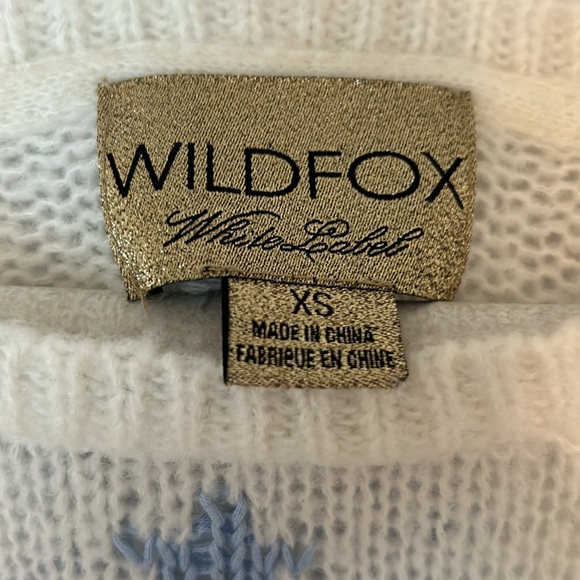 WILDFOX
White Label
XS
MADE IN CHINA
FABRIQUE EN CHINE